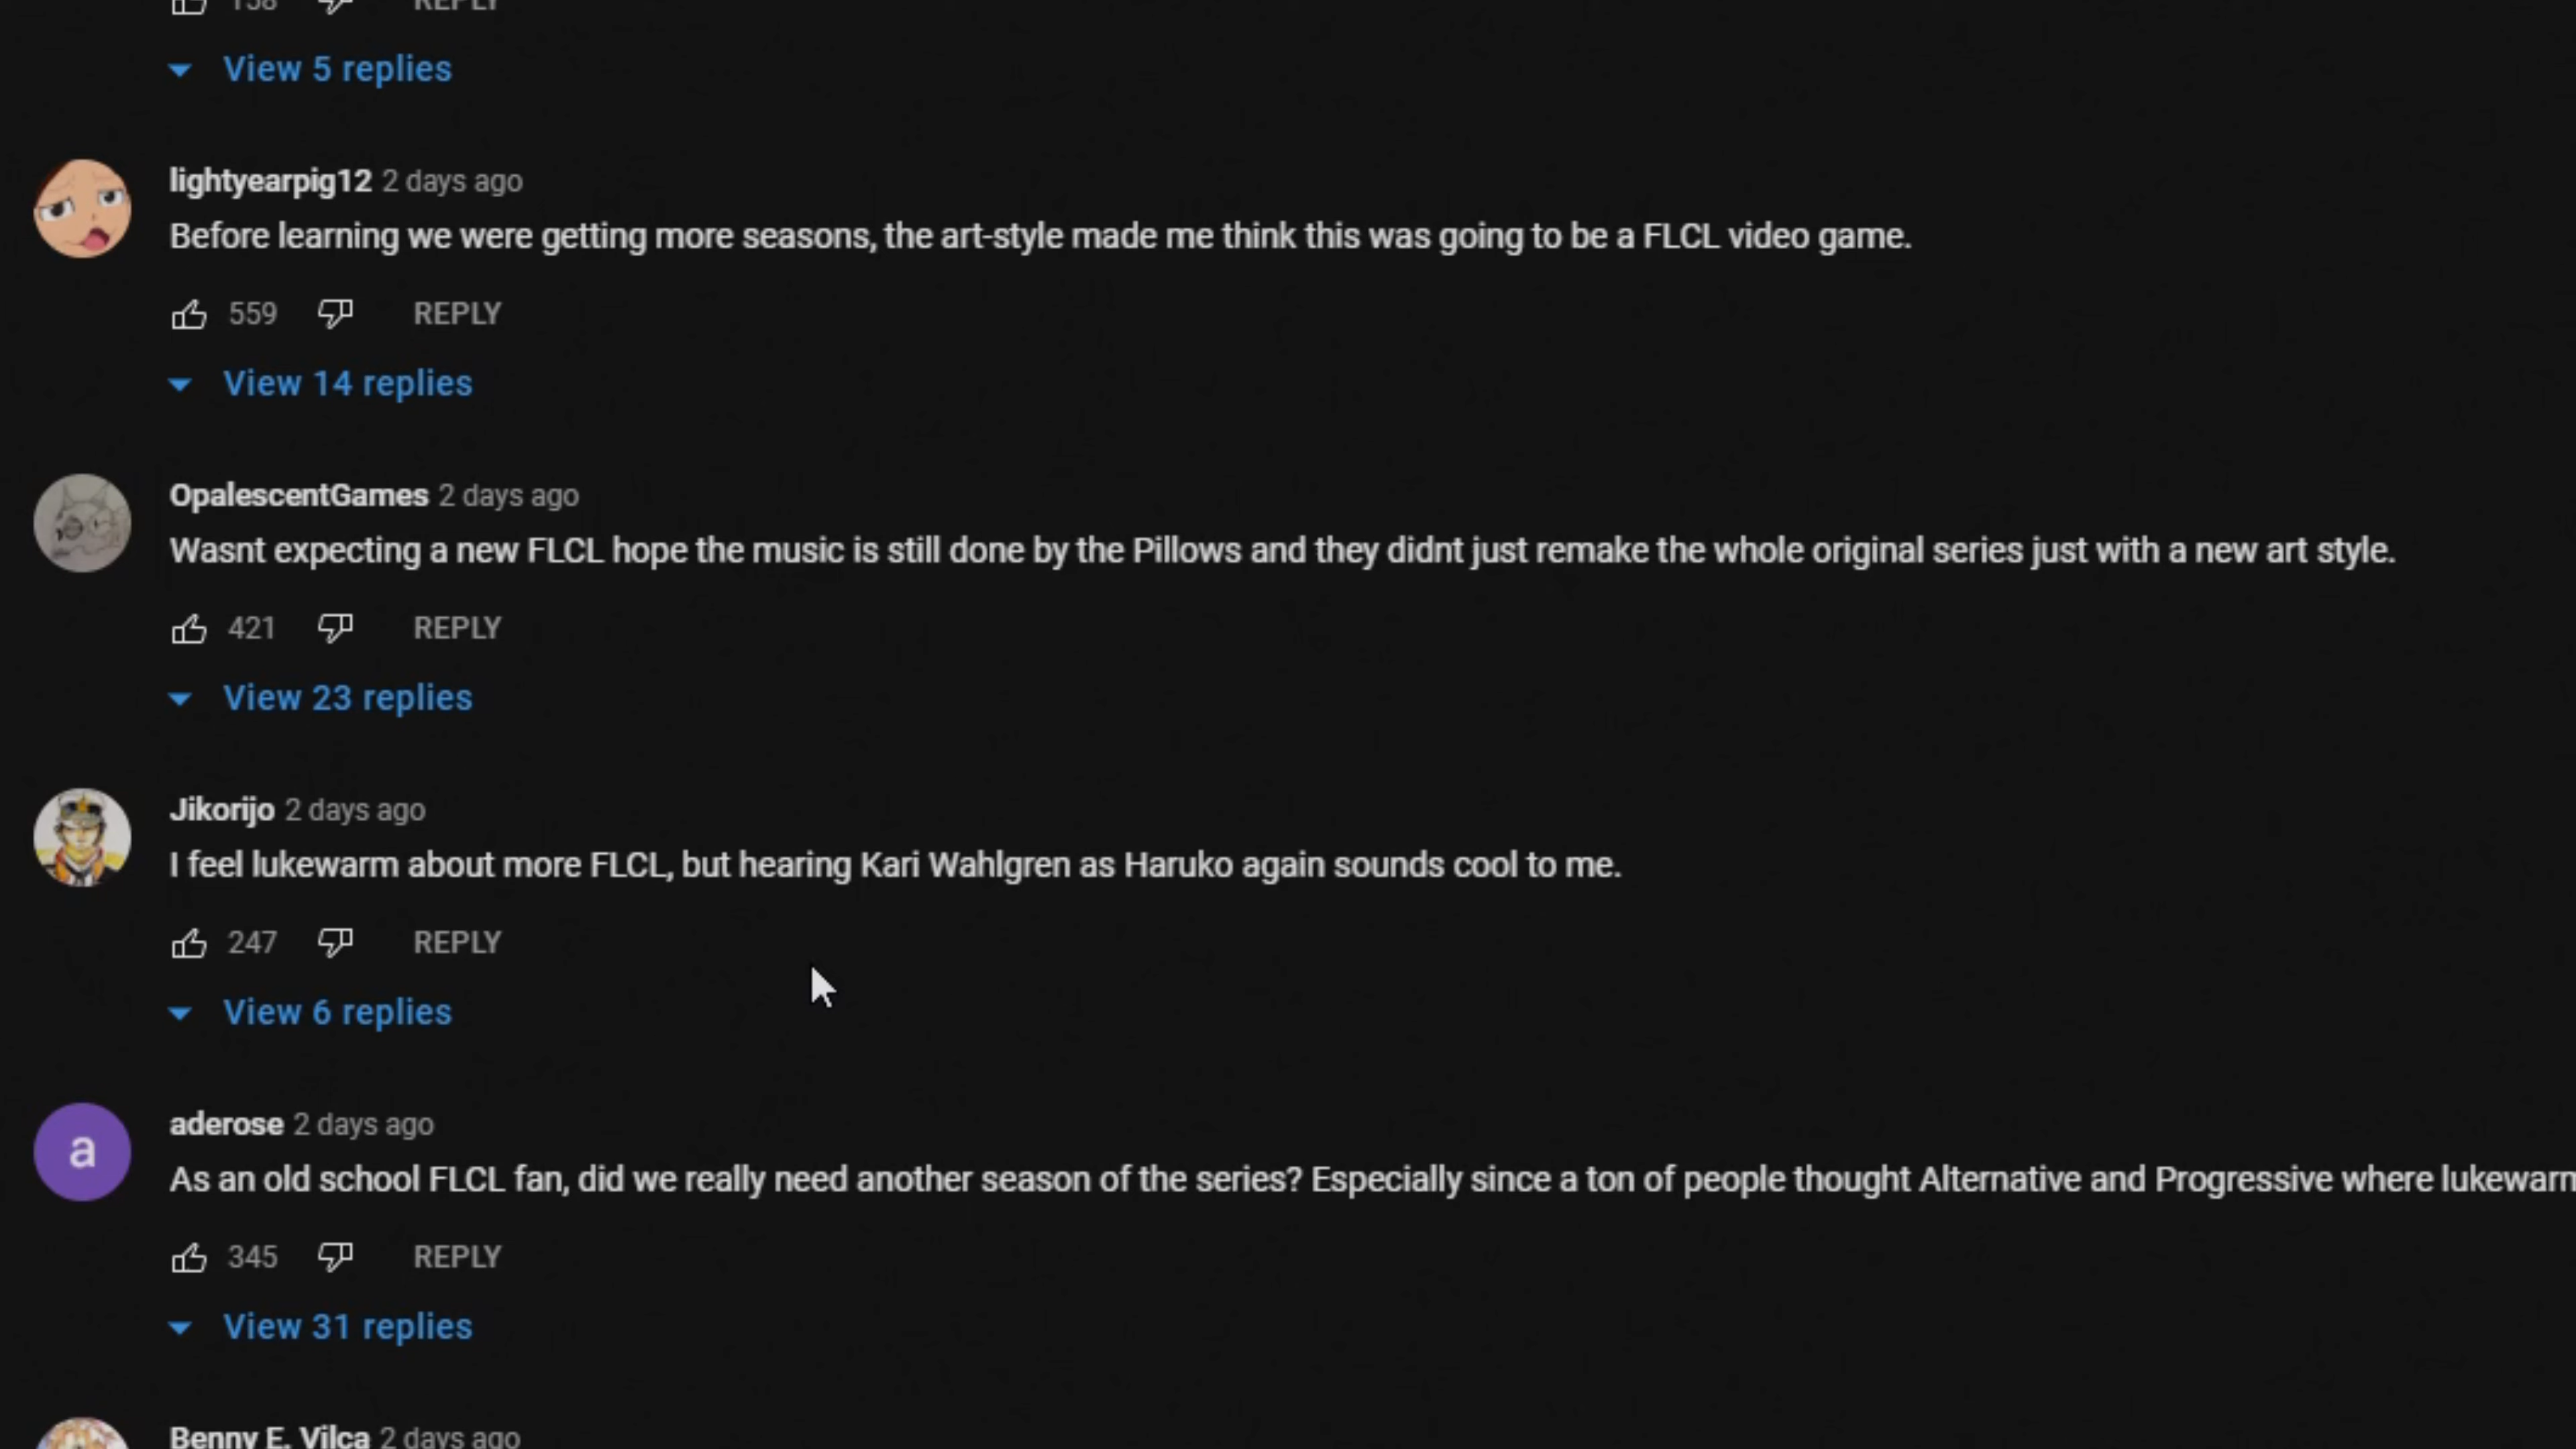 158 REPLY
View 5 replies
lightyearpig12 2 days ago
Before learning we were getting more seasons, the art-style made me think this was going to be a FLCL video game.
559 REPLY
View 14 replies
OpalescentGames 2 days ago
Wasnt expecting a new FLCL hope the music is still done by the Pillows and they didnt just remake the whole original series just with a new art style.
421 REPLY
View 23 replies
Jikorijo 2 days ago
I feel lukewarm about more FLCL, but hearing Kari Wahlgren as Haruko again sounds cool to me.
247 REPLY
View 6 replies
a
aderose 2 days ago
As an old school FLCL fan, did we really need another season of the series? Especially since a ton of people thought Alternative and Progressive where lukewarm
345 REPLY
View 31 replies
Benny E. Vilca 2 days ago